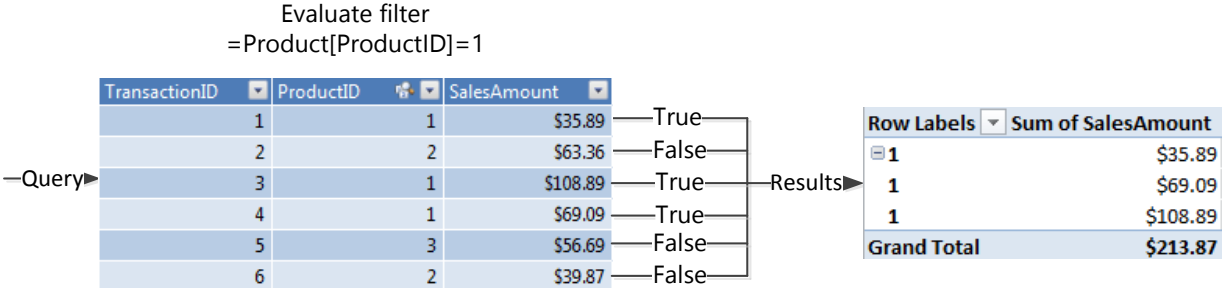 Evaluate filter
=Product[ProductID]=1
Query
TransactionID ProductID SalesAmount
1 1 $35.89 True
2 2 $63.36 False
3 1 $108.89 True
4 1 $69.09 True
5 3 $56.69 False
6 2 $39.87 False
Results
Row Labels Sum of SalesAmount
1 $35.89
1 $69.09
1 $108.89
Grand Total $213.87